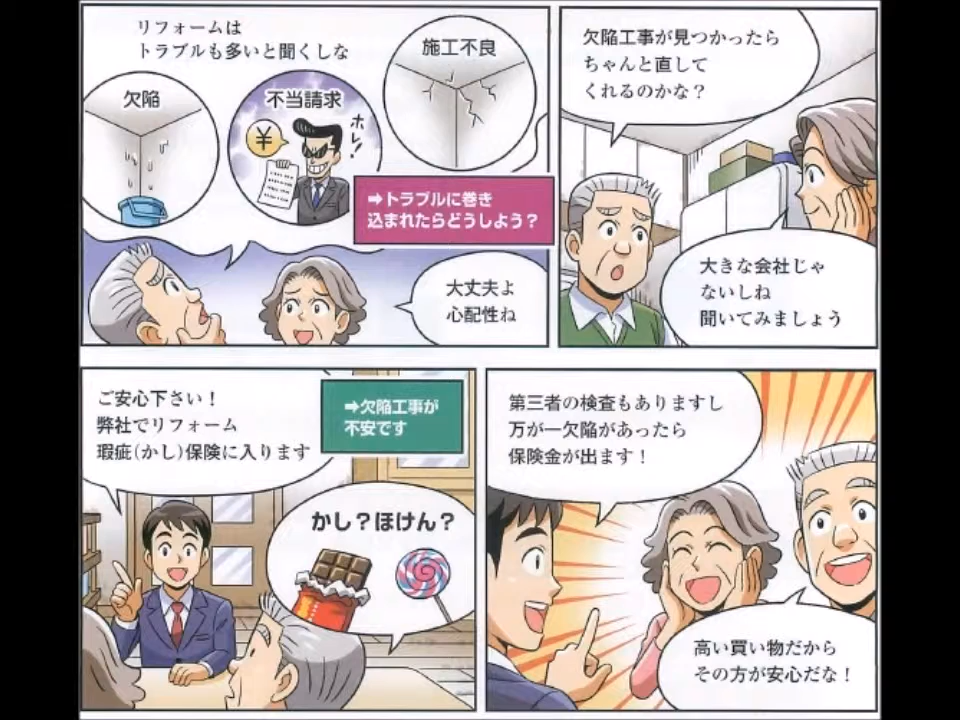 リフォームは
トラブルも多いと聞くしな
欠陥
不当請求
¥
ホレ!
施工不良
➡トラブルに巻き
込まれたらどうしよう?
大丈夫よ
心配性ね
欠陥工事が見つかったら
ちゃんと直して
くれるのかな?
大きな会社じゃ
ないしね
聞いてみましょう
ご安心下さい!
弊社でリフォーム
瑕疵(かし)保険に入ります
➡欠陥工事が
不安です
かし?ほけん?
第三者の検査もありますし
万が一欠陥があったら
保険金が出ます!
高い買い物だから
その方が安心だな!